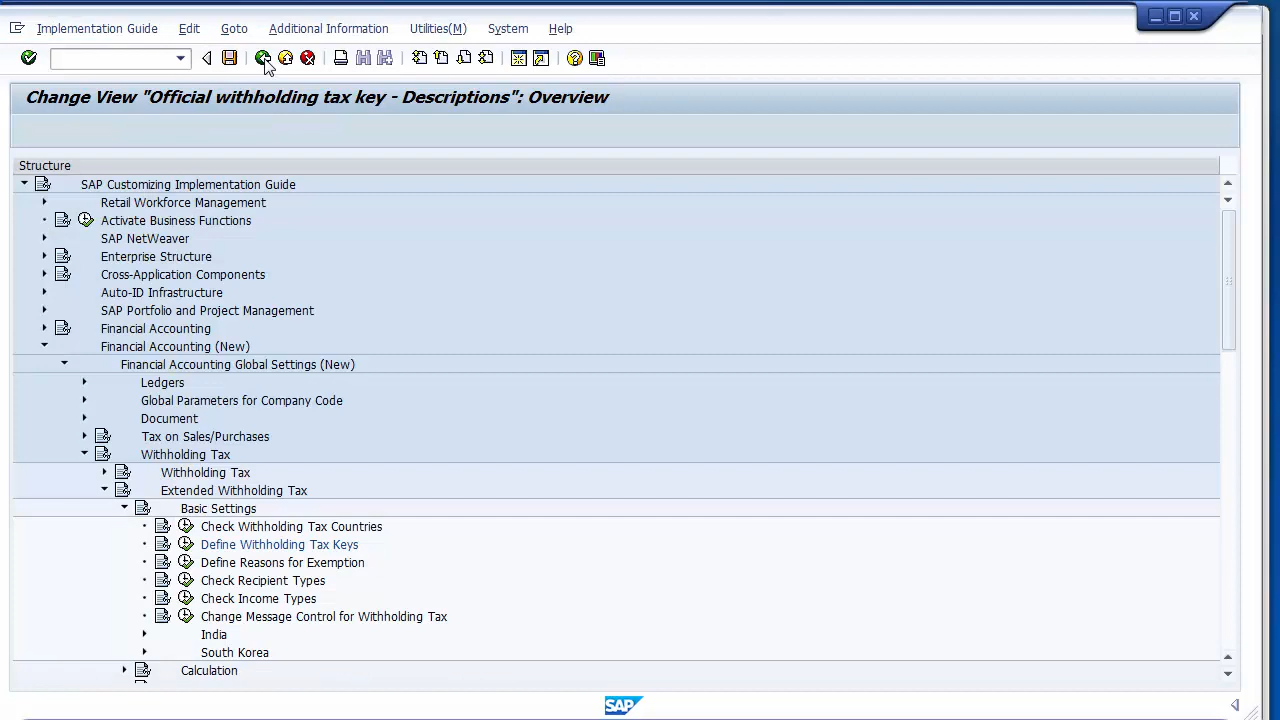 Implementation Guide Edit Goto Additional Information Utilities(M) System Help
Change View "Official withholding tax key - Descriptions": Overview
Structure
SAP Customizing Implementation Guide
Retail Workforce Management
Activate Business Functions
SAP NetWeaver
Enterprise Structure
Cross-Application Components
Auto-ID Infrastructure
SAP Portfolio and Project Management
Financial Accounting
Financial Accounting (New)
Financial Accounting Global Settings (New)
Ledgers
Global Parameters for Company Code
Document
Tax on Sales/Purchases
Withholding Tax
Withholding Tax
Extended Withholding Tax
Basic Settings
Check Withholding Tax Countries
Define Withholding Tax Keys
Define Reasons for Exemption
Check Recipient Types
Check Income Types
Change Message Control for Withholding Tax
India
South Korea
Calculation
SAP